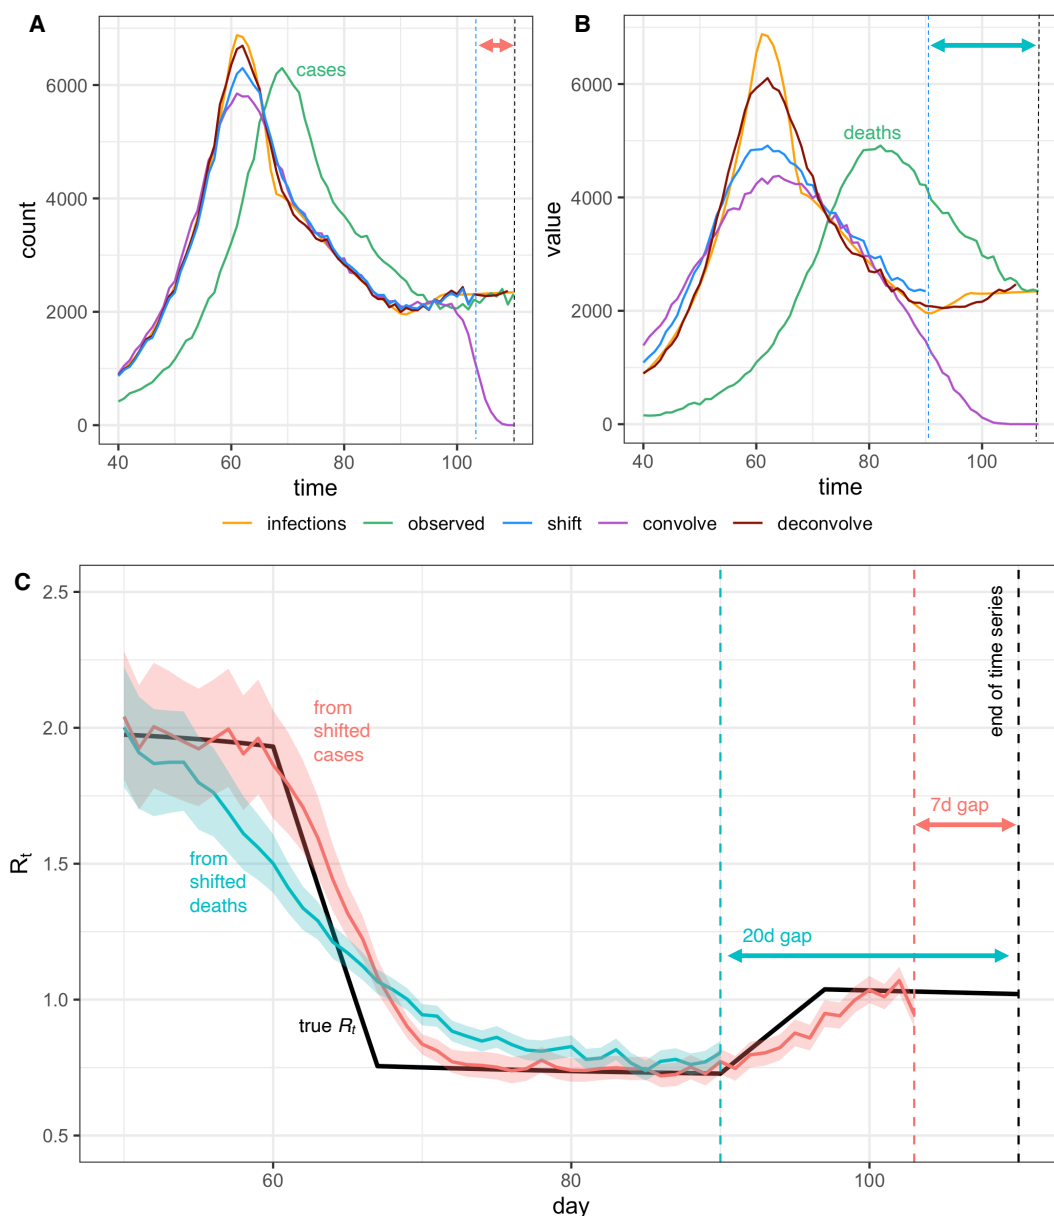 A
cases
6000
4000
2000
0
count
40
60
80
100
time
B
deaths
6000
4000
2000
0
value
40
60
80
100
time
infections
observed
shift
convolve
deconvolve
C
2.5
2.0
1.5
1.0
0.5
Rt
from
shifted
cases
from
shifted
deaths
true Rt
end of time series
7d gap
20d gap
60
80
100
day